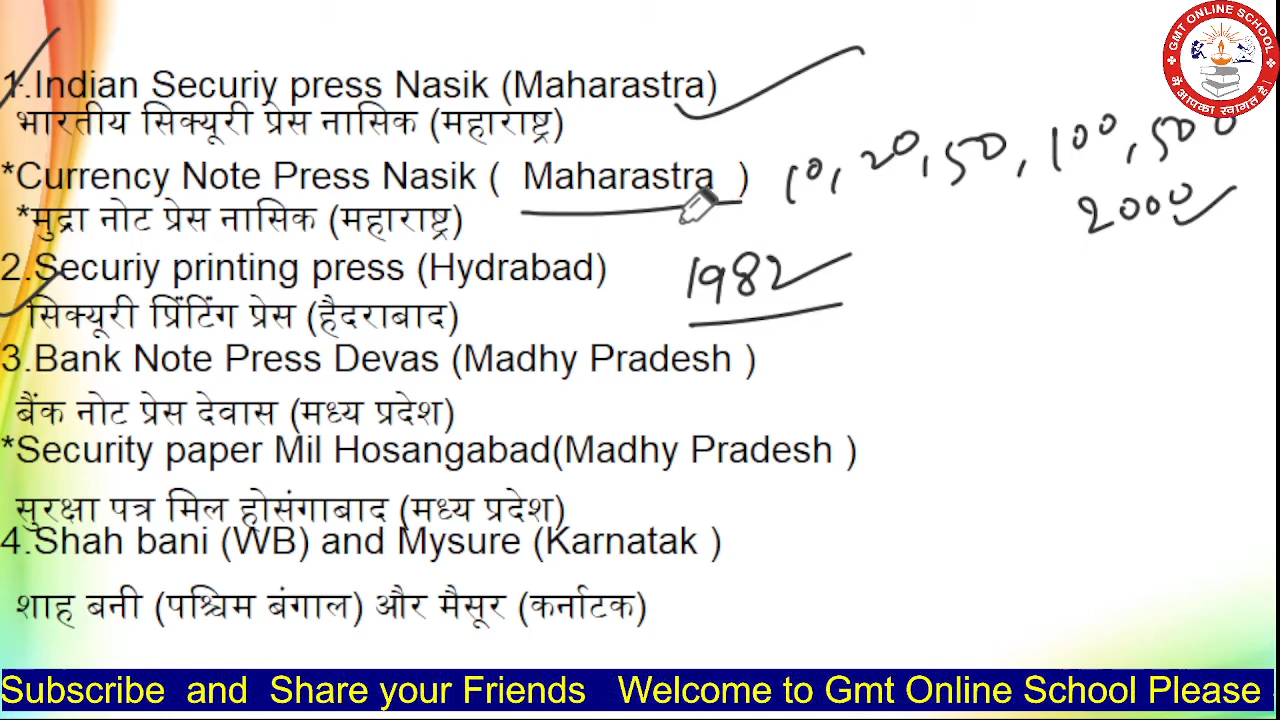 GMT ONLINE SCHOOL
में आपका स्वागत है।
1.Indian Securiy press Nasik (Maharastra)
भारतीय सिक्यूरी प्रेस नासिक (महाराष्ट्र)
10, 20, 50, 100, 500
*Currency Note Press Nasik ( Maharastra )
2000
*मुद्रा नोट प्रेस नासिक (महाराष्ट्र)
2.Securiy printing press (Hydrabad)
1982
सिक्यूरी प्रिंटिंग प्रेस (हैदराबाद)
3.Bank Note Press Devas (Madhy Pradesh )
बैंक नोट प्रेस देवास (मध्य प्रदेश)
*Security paper Mil Hosangabad(Madhy Pradesh )
सुरक्षा पत्र मिल होसंगाबाद (मध्य प्रदेश)
4.Shah bani (WB) and Mysure (Karnatak )
शाह बनी (पश्चिम बंगाल) और मैसूर (कर्नाटक)
Subscribe and Share your Friends Welcome to Gmt Online School Please